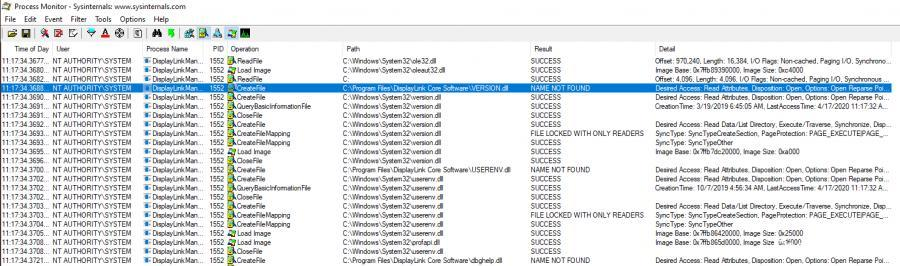 Process Monitor - Sysinternals: www.sysinternals.com
File Edit Event Filter Tools Options Help
Time of Day User Process Name PID Operation Path Result Detail
11:17:34.3677... NT AUTHORITY\SYSTEM DisplayLinkMan... 1552 ReadFile C:\Windows\System32\ole32.dll SUCCESS Offset: 970,240, Length: 16,384, I/O Flags: Non-cached, Paging I/O, Synchrono...
11:17:34.3680... NT AUTHORITY\SYSTEM DisplayLinkMan... 1552 Load Image C:\Windows\System32\oleaut32.dll SUCCESS Image Base: 0x7ffb89390000, Image Size: 0xc4000
11:17:34.3682... NT AUTHORITY\SYSTEM DisplayLinkMan... 1552 ReadFile C: SUCCESS Offset: 4,096, Length: 4,096, I/O Flags: Non-cached, Paging I/O, Synchronous ...
11:17:34.3688... NT AUTHORITY\SYSTEM DisplayLinkMan... 1552 CreateFile C:\Program Files\DisplayLink Core Software\VERSION.dll NAME NOT FOUND Desired Access: Read Attributes, Disposition: Open, Options: Open Reparse Poi...
11:17:34.3690... NT AUTHORITY\SYSTEM DisplayLinkMan... 1552 CreateFile C:\Windows\System32\version.dll SUCCESS Desired Access: Read Attributes, Disposition: Open, Options: Open Reparse Poi...
11:17:34.3691... NT AUTHORITY\SYSTEM DisplayLinkMan... 1552 QueryBasicInformationFile C:\Windows\System32\version.dll SUCCESS CreationTime: 3/19/2019 6:45:05 AM, LastAccessTime: 4/17/2020 11:17:32 A...
11:17:34.3691... NT AUTHORITY\SYSTEM DisplayLinkMan... 1552 CloseFile C:\Windows\System32\version.dll SUCCESS
11:17:34.3692... NT AUTHORITY\SYSTEM DisplayLinkMan... 1552 CreateFile C:\Windows\System32\version.dll SUCCESS Desired Access: Read Data/List Directory, Execute/Traverse, Synchronize, Disp...
11:17:34.3693... NT AUTHORITY\SYSTEM DisplayLinkMan... 1552 CreateFileMapping C:\Windows\System32\version.dll FILE LOCKED WITH ONLY READERS SyncType: SyncTypeCreateSection, PageProtection: PAGE_EXECUTE|PAGE_...
11:17:34.3694... NT AUTHORITY\SYSTEM DisplayLinkMan... 1552 CreateFileMapping C:\Windows\System32\version.dll SUCCESS SyncType: SyncTypeOther
11:17:34.3695... NT AUTHORITY\SYSTEM DisplayLinkMan... 1552 Load Image C:\Windows\System32\version.dll SUCCESS Image Base: 0x7ffb7dc20000, Image Size: 0xa000
11:17:34.3696... NT AUTHORITY\SYSTEM DisplayLinkMan... 1552 CloseFile C:\Windows\System32\version.dll SUCCESS
11:17:34.3700... NT AUTHORITY\SYSTEM DisplayLinkMan... 1552 CreateFile C:\Program Files\DisplayLink Core Software\USERENV.dll NAME NOT FOUND Desired Access: Read Attributes, Disposition: Open, Options: Open Reparse Poi...
11:17:34.3702... NT AUTHORITY\SYSTEM DisplayLinkMan... 1552 CreateFile C:\Windows\System32\userenv.dll SUCCESS Desired Access: Read Attributes, Disposition: Open, Options: Open Reparse Poi...
11:17:34.3702... NT AUTHORITY\SYSTEM DisplayLinkMan... 1552 QueryBasicInformationFile C:\Windows\System32\userenv.dll SUCCESS CreationTime: 10/7/2019 4:56:34 AM, LastAccessTime: 4/17/2020 11:17:32 A...
11:17:34.3702... NT AUTHORITY\SYSTEM DisplayLinkMan... 1552 CloseFile C:\Windows\System32\userenv.dll SUCCESS
11:17:34.3703... NT AUTHORITY\SYSTEM DisplayLinkMan... 1552 CreateFile C:\Windows\System32\userenv.dll SUCCESS Desired Access: Read Data/List Directory, Execute/Traverse, Synchronize, Disp...
11:17:34.3704... NT AUTHORITY\SYSTEM DisplayLinkMan... 1552 CreateFileMapping C:\Windows\System32\userenv.dll FILE LOCKED WITH ONLY READERS SyncType: SyncTypeCreateSection, PageProtection: PAGE_EXECUTE|PAGE_...
11:17:34.3704... NT AUTHORITY\SYSTEM DisplayLinkMan... 1552 CreateFileMapping C:\Windows\System32\userenv.dll SUCCESS SyncType: SyncTypeOther
11:17:34.3705... NT AUTHORITY\SYSTEM DisplayLinkMan... 1552 Load Image C:\Windows\System32\userenv.dll SUCCESS Image Base: 0x7ffb86420000, Image Size: 0x25000
11:17:34.3708... NT AUTHORITY\SYSTEM DisplayLinkMan... 1552 Load Image C:\Windows\System32\profapi.dll SUCCESS Image Base: 0x7ffb865d0000, Image Size:
11:17:34.3710... NT AUTHORITY\SYSTEM DisplayLinkMan... 1552 CloseFile C:\Windows\System32\userenv.dll SUCCESS
11:17:34.3721... NT AUTHORITY\SYSTEM DisplayLinkMan... 1552 CreateFile C:\Program Files\DisplayLink Core Software\dbghelp.dll SUCCESS Desired Access: Read Attributes, Disposition: Open, Options: Open Reparse Poi...